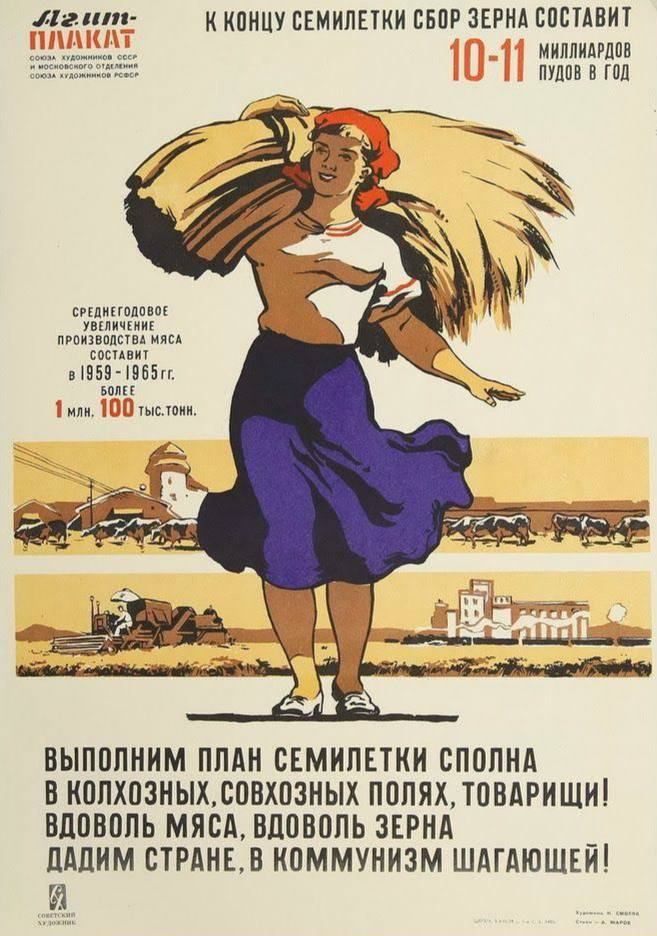 Агит-
ПЛАКАТ
СОЮЗА ХУДОЖНИКОВ СССР
И МОСКОВСКОГО ОТДЕЛЕНИЯ
СОЮЗА ХУДОЖНИКОВ РСФСР
К КОНЦУ СЕМИЛЕТКИ СБОР ЗЕРНА СОСТАВИТ
10-11 МИЛЛИАРДОВ
ПУДОВ В ГОД
СРЕДНЕГОДОВОЕ
УВЕЛИЧЕНИЕ
ПРОИЗВОДСТВА МЯСА
СОСТАВИТ
в 1959-1965 гг.
БОЛЕЕ
1 млн. 100 тыс. тонн.
ВЫПОЛНИМ ПЛАН СЕМИЛЕТКИ СПОЛНА
В КОЛХОЗНЫХ, СОВХОЗНЫХ ПОЛЯХ, ТОВАРИЩИ!
ВДОВОЛЬ МЯСА, ВДОВОЛЬ ЗЕРНА
ДАДИМ СТРАНЕ, В КОММУНИЗМ ШАГАЮЩЕЙ!
СОВЕТСКИЙ
ХУДОЖНИК
Художник Н. СМОЛЯК
Стихи — А. ЖАРОВ